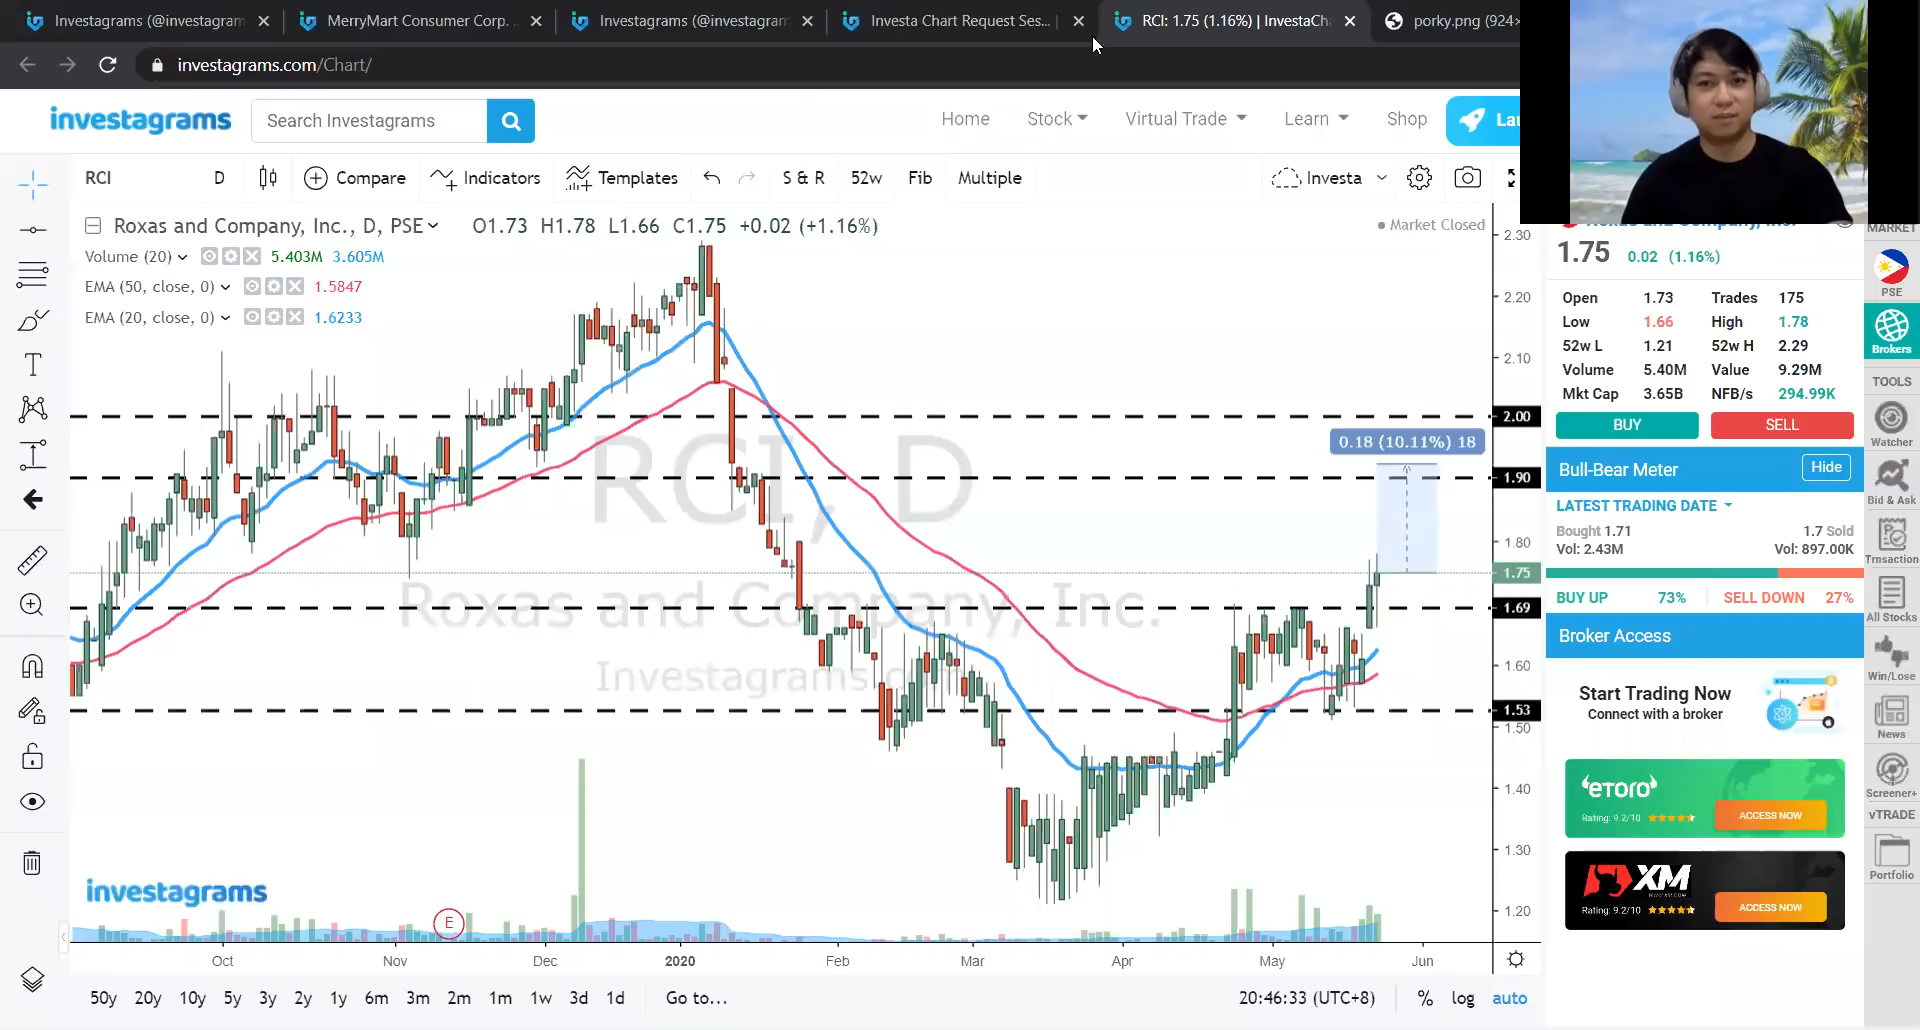 Investagrams (@investagram
MerryMart Consumer Corp.
Investagrams (@investagram
Investa Chart Request Ses...
RCI: 1.75 (1.16%) | InvestaCh
porky.png (924×
investagrams.com/Chart/
investagrams
Search Investagrams
Home
Stock
Virtual Trade
Learn
Shop
Lau
RCI
D
Compare
Indicators
Templates
S & R
52w
Fib
Multiple
Investa
Roxas and Company, Inc., D, PSE
O1.73 H1.78 L1.66 C1.75 +0.02 (+1.16%)
Market Closed
Volume (20)
5.403M 3.605M
EMA (50, close, 0)
1.5847
EMA (20, close, 0)
1.6233
RCI, D
Roxas and Company, Inc.
0.18 (10.11%) 18
2.30
2.20
2.10
2.00
1.90
1.80
1.75
1.69
1.60
1.53
1.50
1.40
1.30
1.20
investagrams
E
Oct
Nov
Dec
2020
Feb
Mar
Apr
May
Jun
50y 20y 10y 5y 3y 2y 1y 6m 3m 2m 1m 1w 3d 1d
Go to...
20:46:33 (UTC+8)
%
log
auto
1.75 0.02 (1.16%)
Open 1.73 Trades 175
Low 1.66 High 1.78
52w L 1.21 52w H 2.29
Volume 5.40M Value 9.29M
Mkt Cap 3.65B NFB/s 294.99K
BUY
SELL
Bull-Bear Meter
Hide
LATEST TRADING DATE
Bought 1.71 1.7 Sold
Vol: 2.43M Vol: 897.00K
BUY UP 73% SELL DOWN 27%
Broker Access
Start Trading Now
Connect with a broker
eToro
Rating: 9.2/10
ACCESS NOW
XM
Rating: 9.2/10
ACCESS NOW
MARKET
PSE
Brokers
TOOLS
Watcher
Bid & Ask
Trnsaction
All Stocks
Win/Lose
News
Screener+
vTRADE
Portfolio